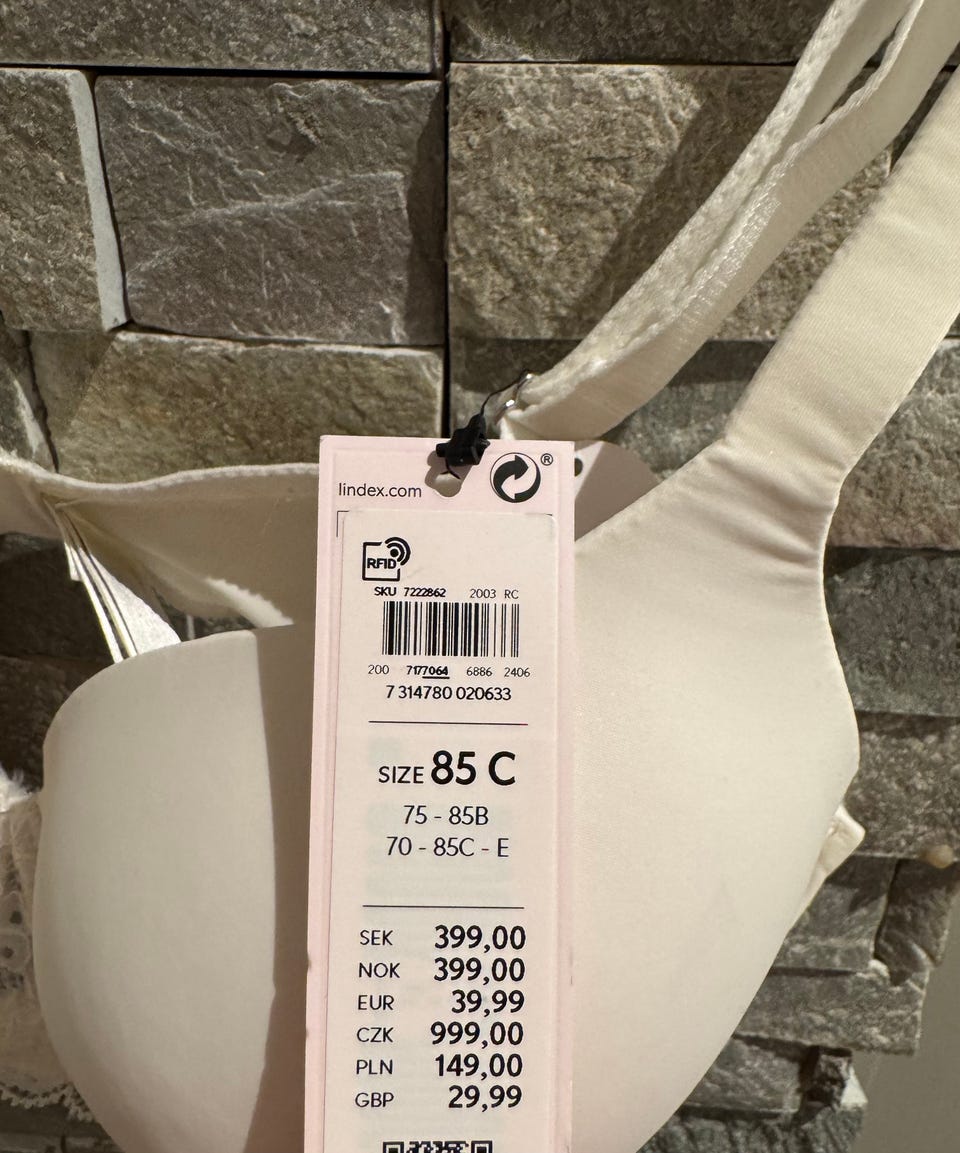 lindex.com
®
RFID
SKU 7222862 2003 RC
200 7177064 6886 2406
7 314780 020633
SIZE 85 C
75 - 85B
70 - 85C - E
SEK 399,00
NOK 399,00
EUR 39,99
CZK 999,00
PLN 149,00
GBP 29,99